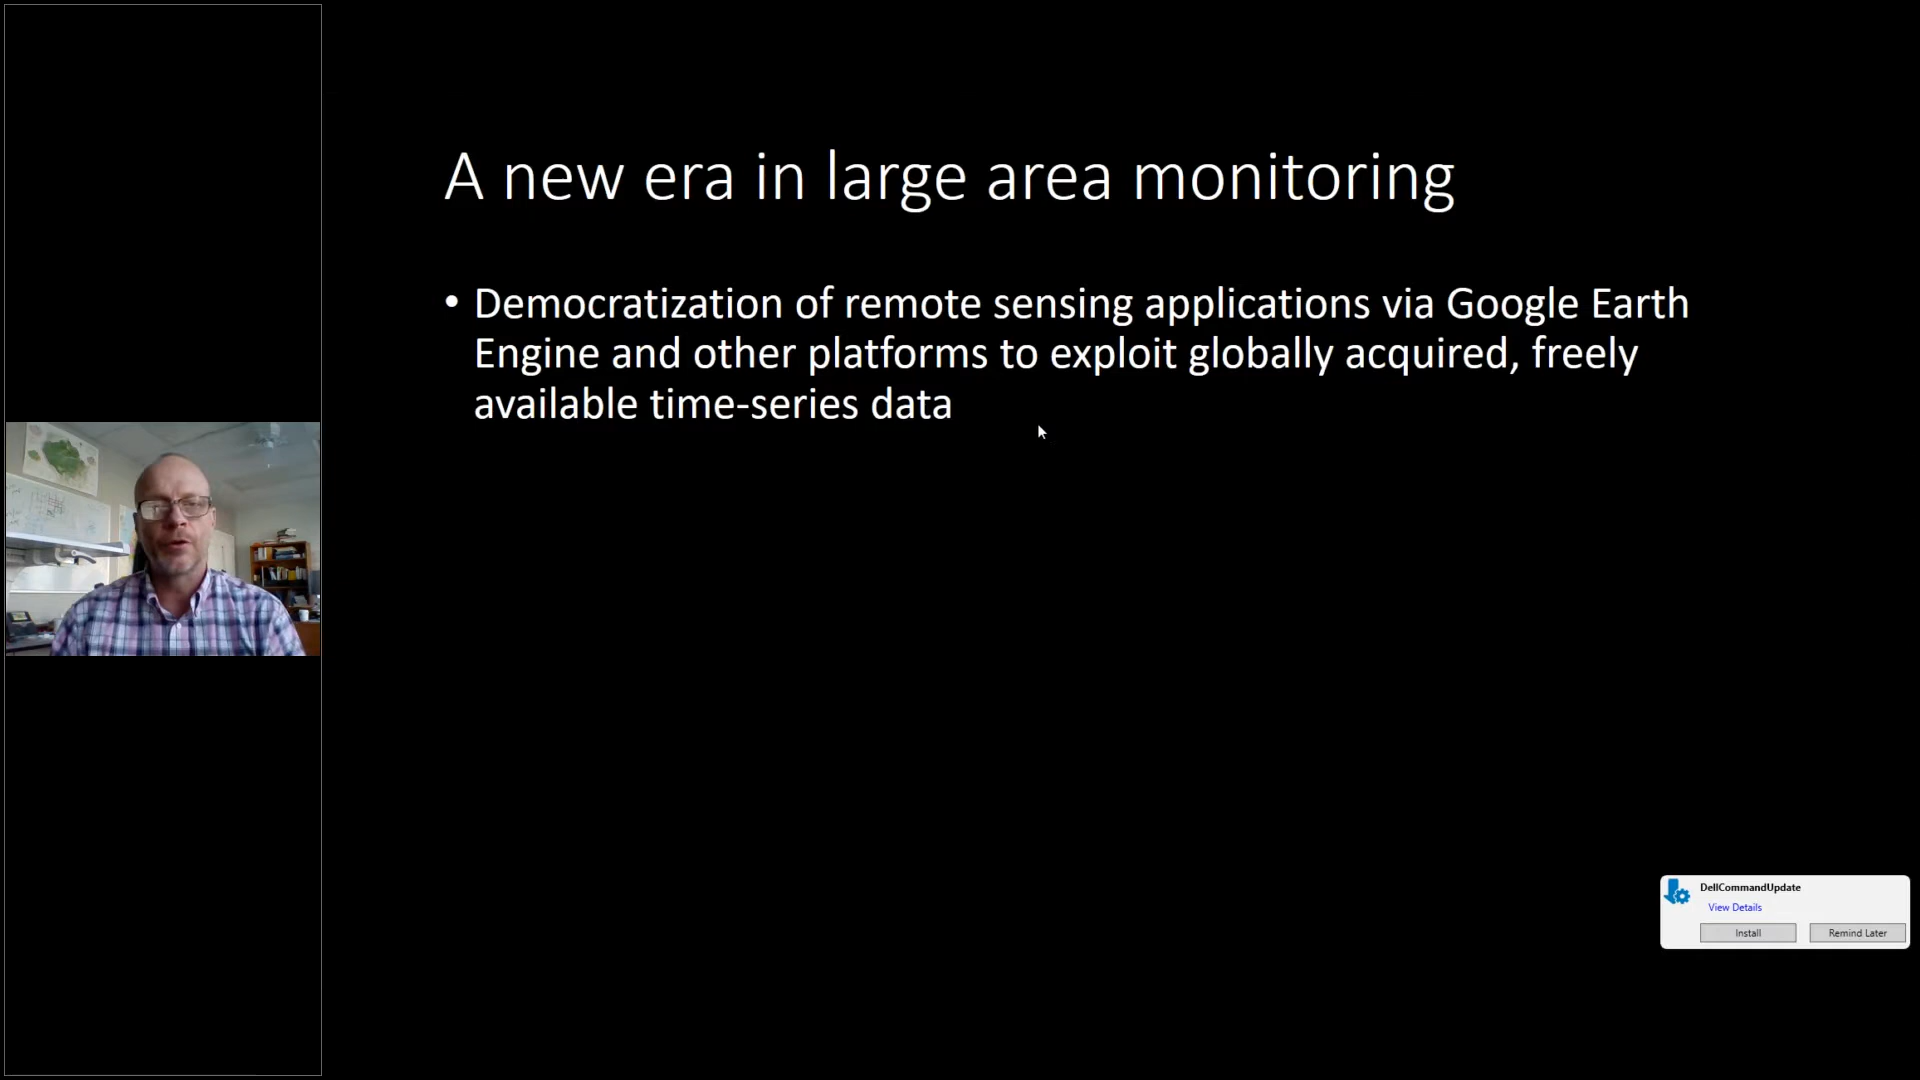 A new era in large area monitoring
• Democratization of remote sensing applications via Google Earth
Engine and other platforms to exploit globally acquired, freely
available time-series data
DellCommandUpdate
View Details
Install
Remind Later